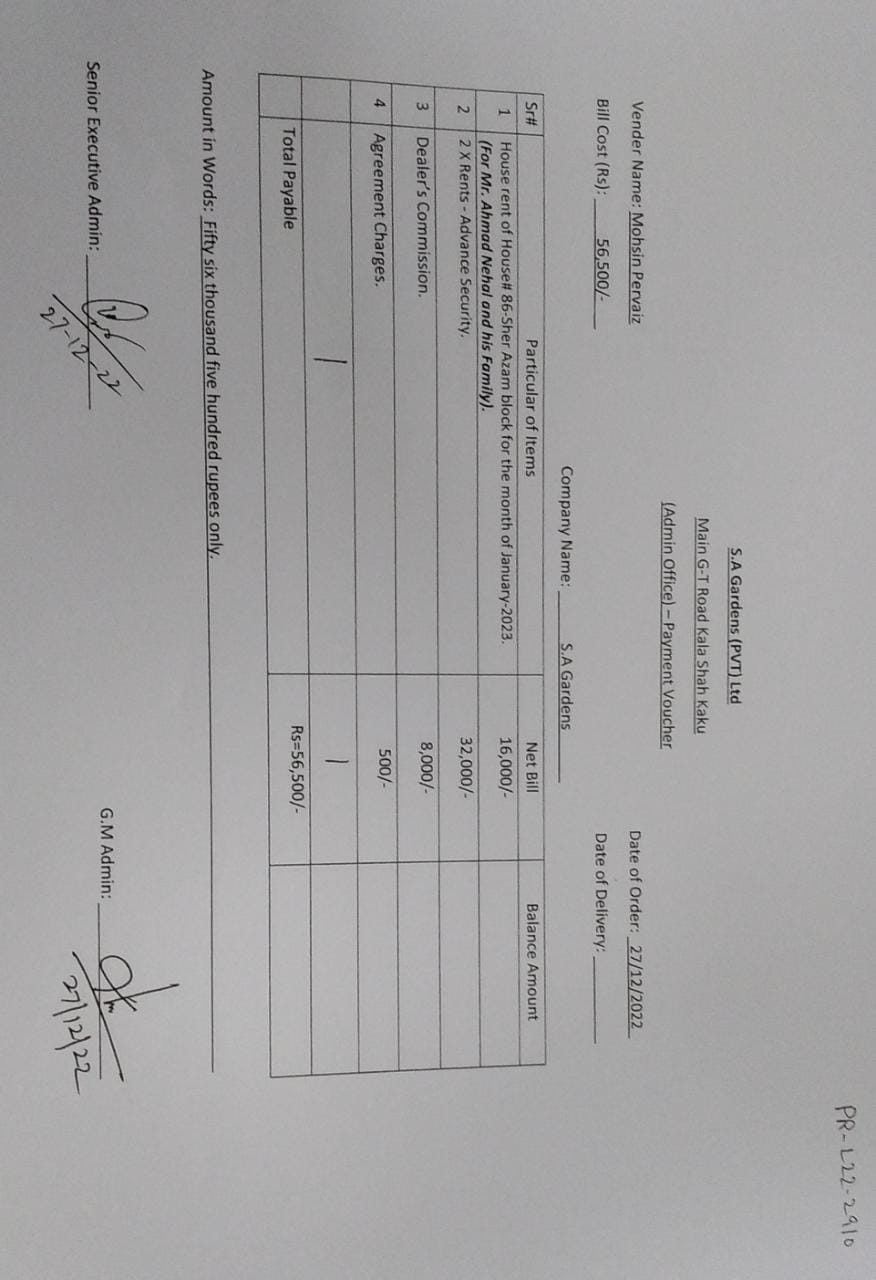 PR-L22-2910
S.A Gardens (PVT) Ltd
Main G-T Road Kala Shah Kaku
(Admin Office) – Payment Voucher
Vender Name: Mohsin Pervaiz Date of Order: 27/12/2022
Bill Cost (Rs): 56,500/- Date of Delivery:
Company Name: S.A Gardens
Sr# Particular of Items Net Bill Balance Amount
1 House rent of House# 86-Sher Azam block for the month of January-2023. 16,000/-
(For Mr. Ahmad Nehal and his Family).
2 2 X Rents - Advance Security. 32,000/-
3 Dealer's Commission. 8,000/-
4 Agreement Charges. 500/-
Total Payable Rs=56,500/-
Amount in Words: Fifty six thousand five hundred rupees only.
Senior Executive Admin: G.M Admin:
27-12-22 27/12/22